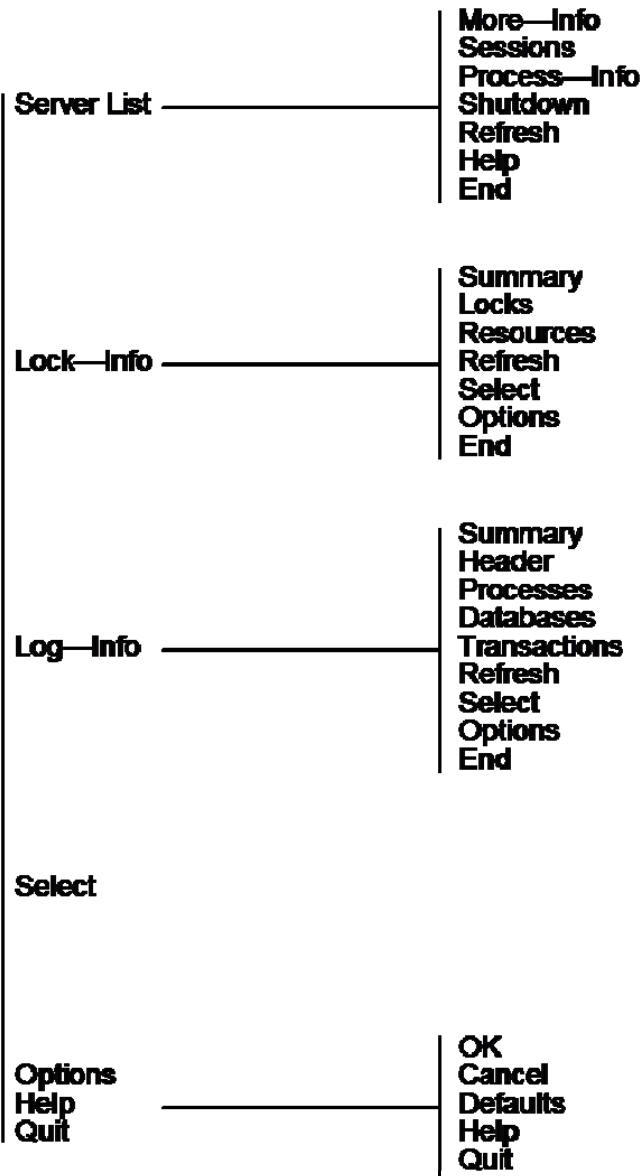 More—Info
Sessions
Process—Info
Server List
Shutdown
Refresh
Help
End
Summary
Locks
Resources
Lock—Info
Refresh
Select
Options
End
Summary
Header
Processes
Databases
Log—Info
Transactions
Refresh
Select
Options
End
Select
OK
Options
Cancel
Help
Defaults
Quit
Help
Quit